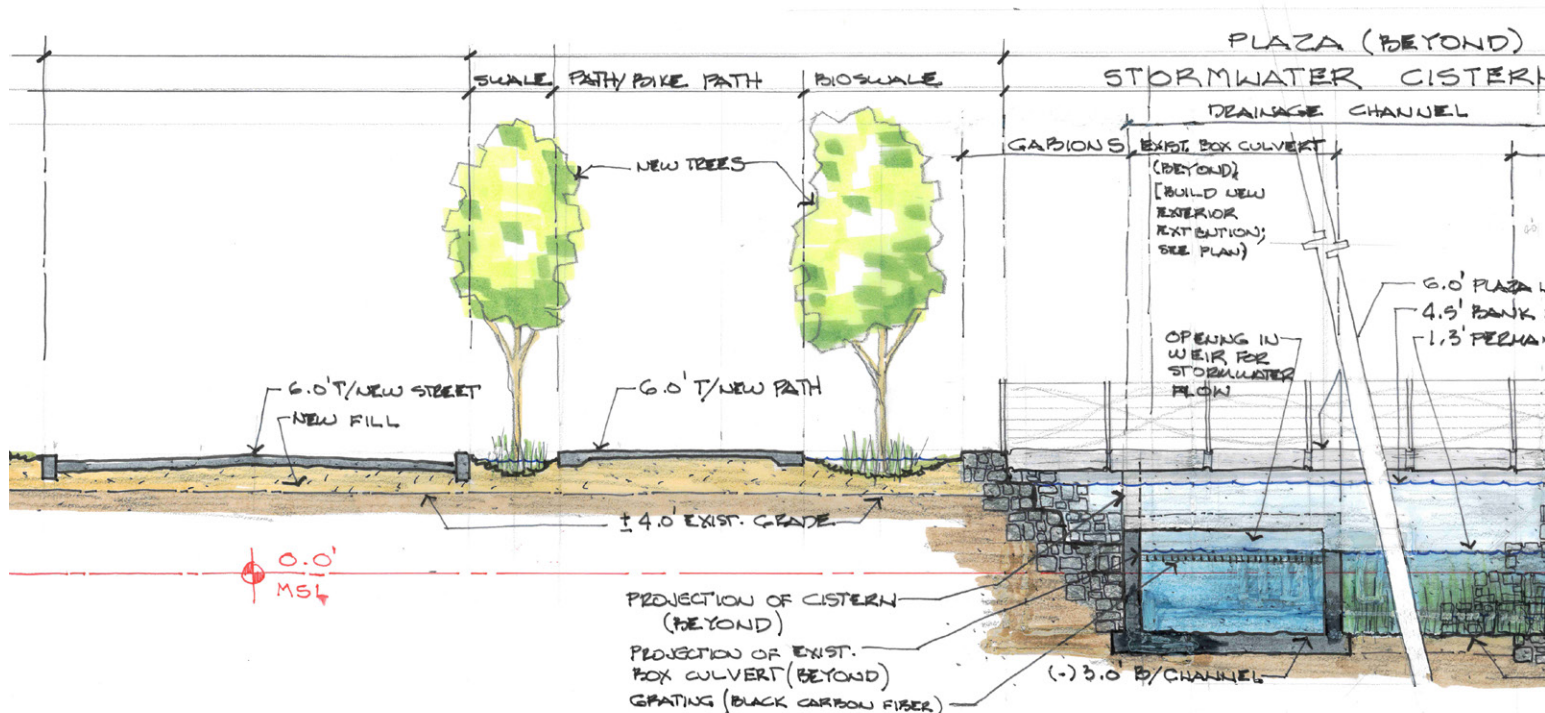 PLAZA (BEYOND)
STORMWATER CISTERN
DRAINAGE CHANNEL
SWALE
PATH/BIKE PATH
BIOSWALE
GABIONS
EXIST. BOX CULVERT
(BEYOND)
[BUILD NEW
EXTERIOR
EXTENTION;
SEE PLAN)
NEW TREES
6.0' PLAZA
4.5' BANK
1.3'
OPENING IN
WEIR FOR
STORMWATER
FLOW
6.0' T/NEW STREET
NEW FILL
6.0' T/NEW PATH
± 4.0' EXIST. GRADE
0.0'
MSL
PROJECTION OF CISTERN
(BEYOND)
PROJECTION OF EXIST.
BOX CULVERT (BEYOND)
GRATING (BLACK CARBON FIBER)
(-) 3.0' B/CHANNEL